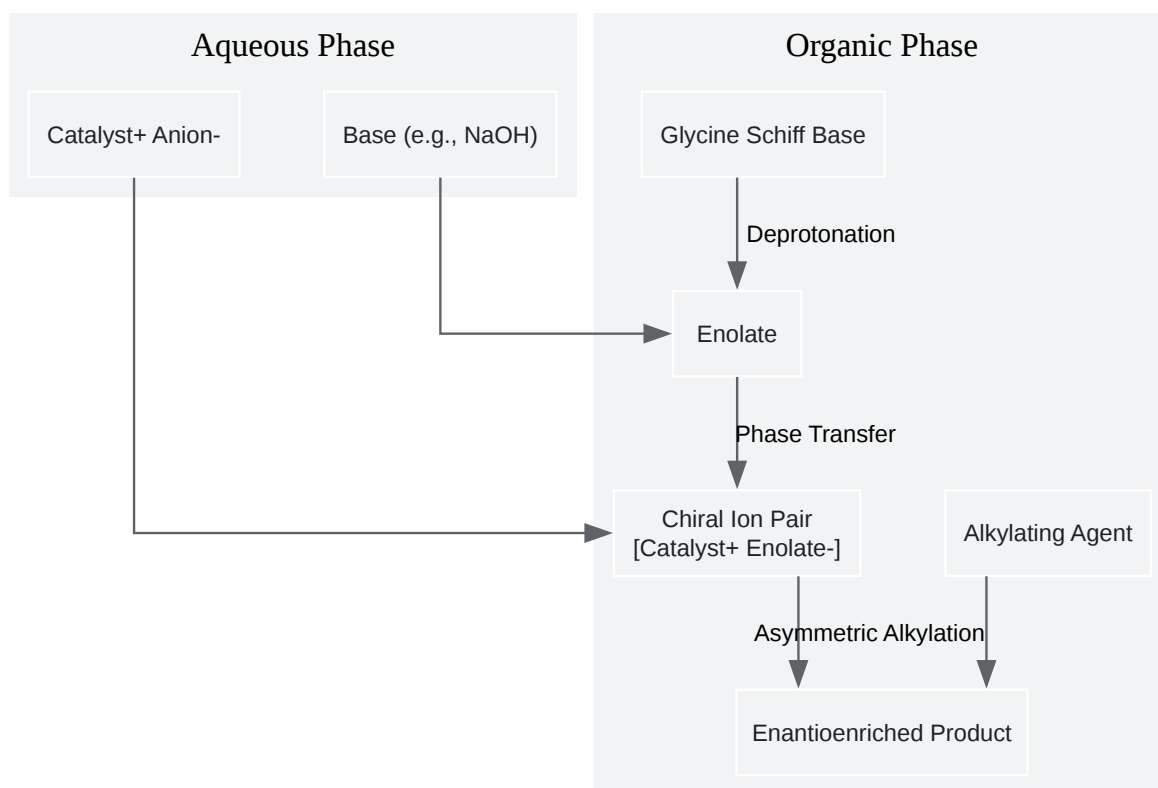 Aqueous Phase
Organic Phase
Catalyst+ Anion-
Base (e.g., NaOH)
Glycine Schiff Base
Deprotonation
Enolate
Phase Transfer
Chiral Ion Pair
[Catalyst+ Enolate-]
Alkylating Agent
Asymmetric Alkylation
Enantioenriched Product